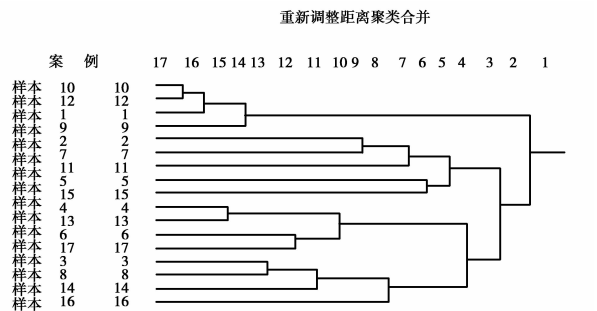 重新调整距离聚类合并
案 例 17 16 15 14 13 12 11 10 9 8 7 6 5 4 3 2 1
样本 10 10
样本 12 12
样本 1 1
样本 9 9
样本 2 2
样本 7 7
样本 11 11
样本 5 5
样本 15 15
样本 4 4
样本 13 13
样本 6 6
样本 17 17
样本 3 3
样本 8 8
样本 14 14
样本 16 16